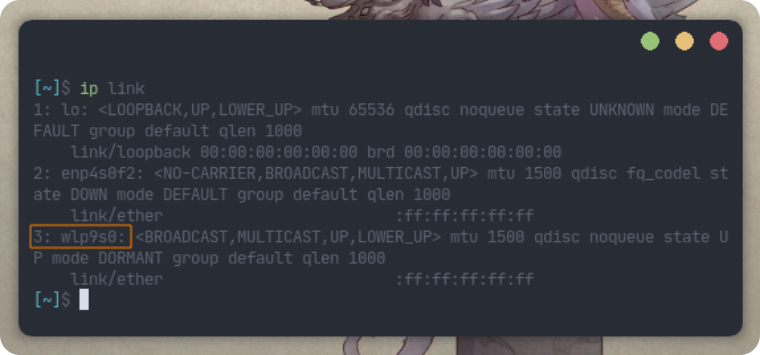 [~]$ ip link
1: lo: <LOOPBACK,UP,LOWER_UP> mtu 65536 qdisc noqueue state UNKNOWN mode DE
FAULT group default qlen 1000
    link/loopback 00:00:00:00:00:00 brd 00:00:00:00:00:00
2: enp4s0f2: <NO-CARRIER,BROADCAST,MULTICAST,UP> mtu 1500 qdisc fq_codel st
ate DOWN mode DEFAULT group default qlen 1000
    link/ether                         :ff:ff:ff:ff:ff
3: wlp9s0: <BROADCAST,MULTICAST,UP,LOWER_UP> mtu 1500 qdisc noqueue state U
P mode DORMANT group default qlen 1000
    link/ether                         :ff:ff:ff:ff:ff
[~]$